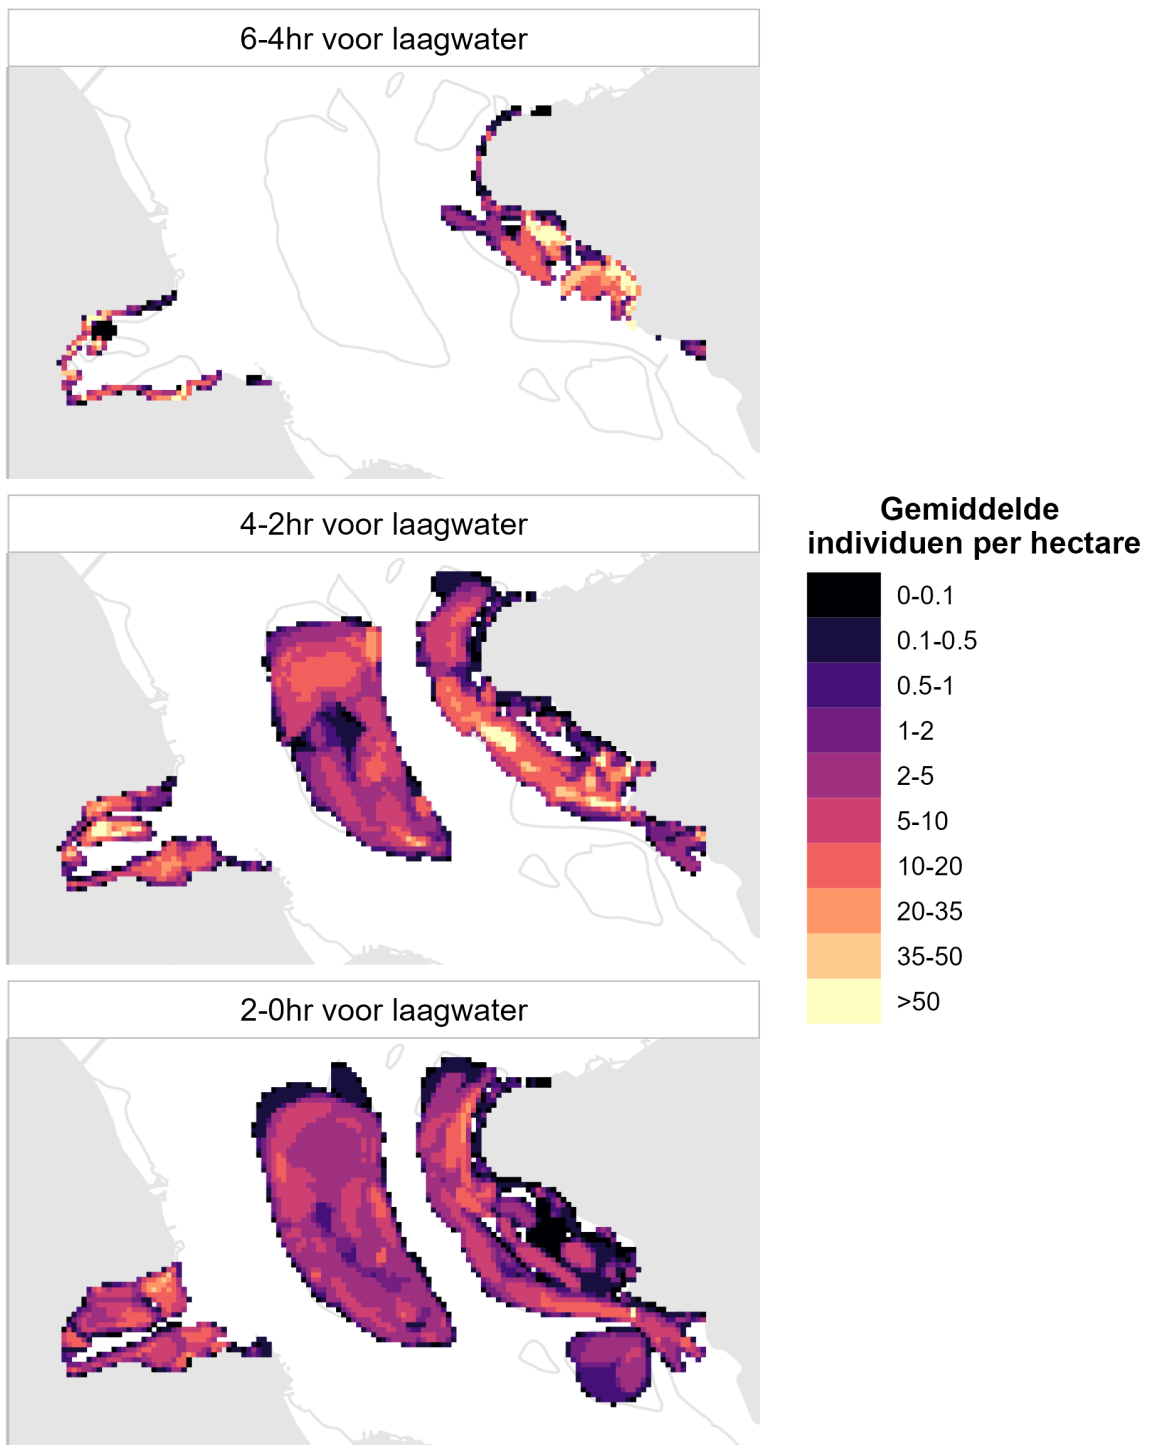 6-4hr voor laagwater
4-2hr voor laagwater
Gemiddelde
individuen per hectare
0-0.1
0.1-0.5
0.5-1
1-2
2-5
5-10
10-20
20-35
35-50
>50
2-0hr voor laagwater